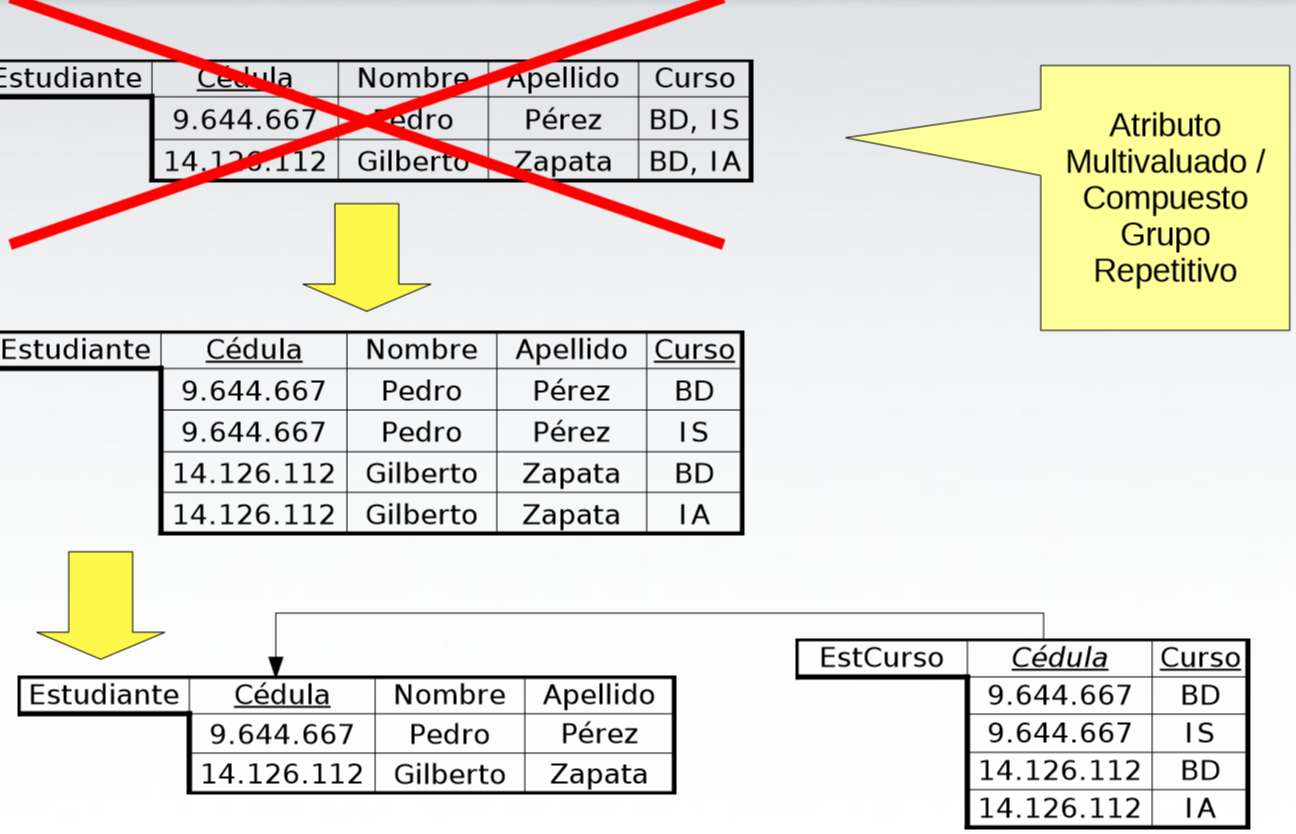 Estudiante Cédula Nombre Apellido Curso
9.644.667 Pedro Pérez BD, IS
14.126.112 Gilberto Zapata BD, IA
Atributo
Multivaluado /
Compuesto
Grupo
Repetitivo
Estudiante Cédula Nombre Apellido Curso
9.644.667 Pedro Pérez BD
9.644.667 Pedro Pérez IS
14.126.112 Gilberto Zapata BD
14.126.112 Gilberto Zapata IA
Estudiante Cédula Nombre Apellido
9.644.667 Pedro Pérez
14.126.112 Gilberto Zapata
EstCurso Cédula Curso
9.644.667 BD
9.644.667 IS
14.126.112 BD
14.126.112 IA